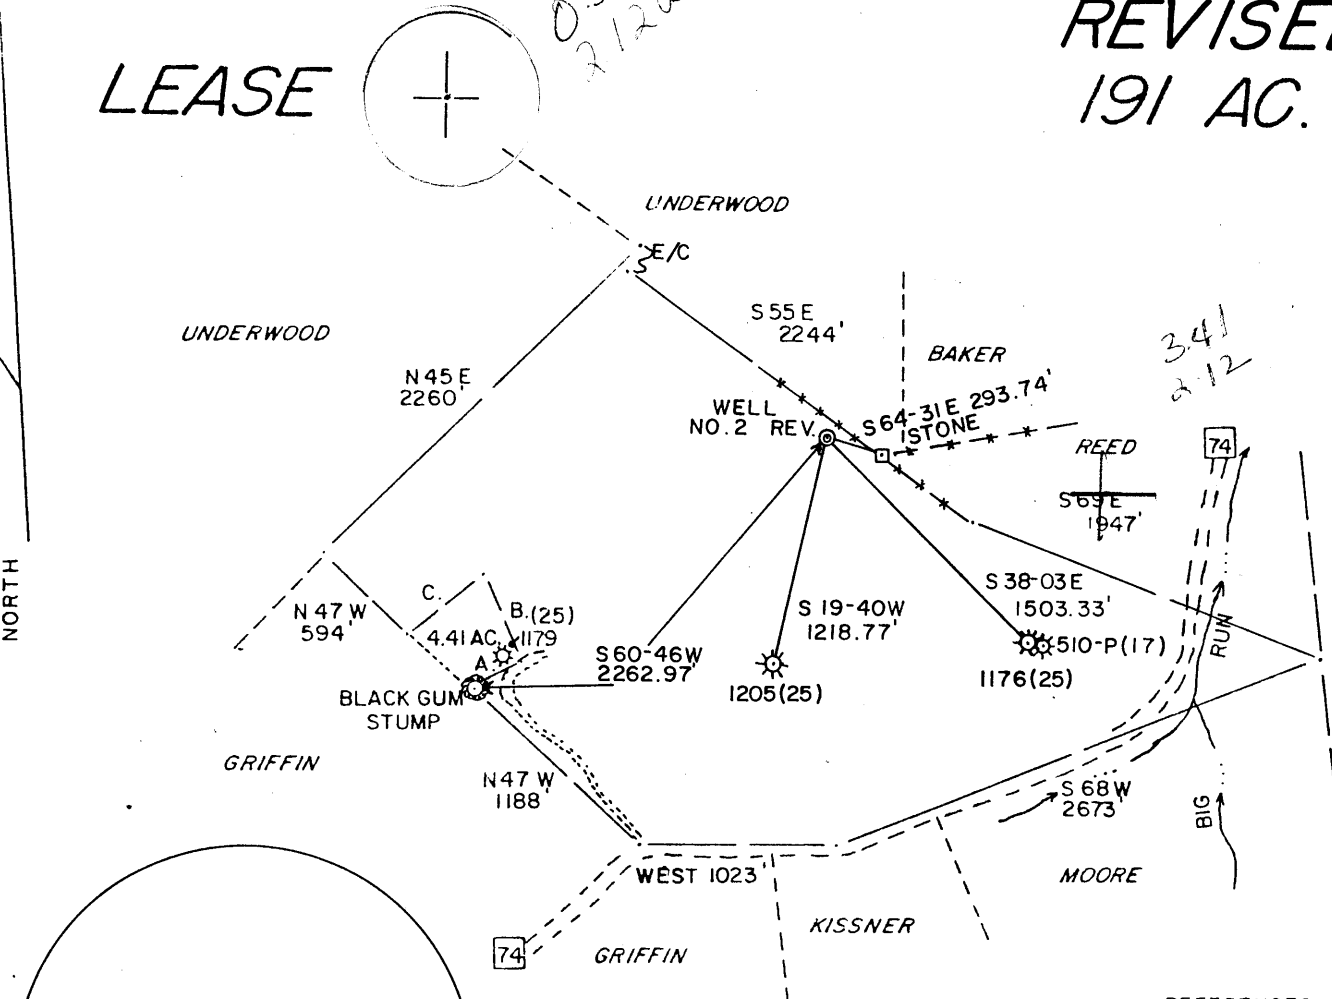 LEASE
REVISE
191 AC.
UNDERWOOD
E/C
UNDERWOOD
S 55 E
2244'
BAKER
3.41
2.12
N 45 E
2260'
S 64-31 E 293.74'
STONE
WELL
NO. 2 REV.
REED
74
S 69 E
1947'
NORTH
C.
B. (25)
N 47 W
594'
4.41 AC.
1179
A.
S 38-03 E
1503.33'
S 19-40 W
1218.77'
RUN
510-P(17)
S 60-46 W
2262.97'
1205(25)
1176(25)
BLACK GUM
STUMP
GRIFFIN
N 47 W
1188'
S 68 W
2673'
BIG
WEST 1023'
MOORE
KISSNER
74
GRIFFIN